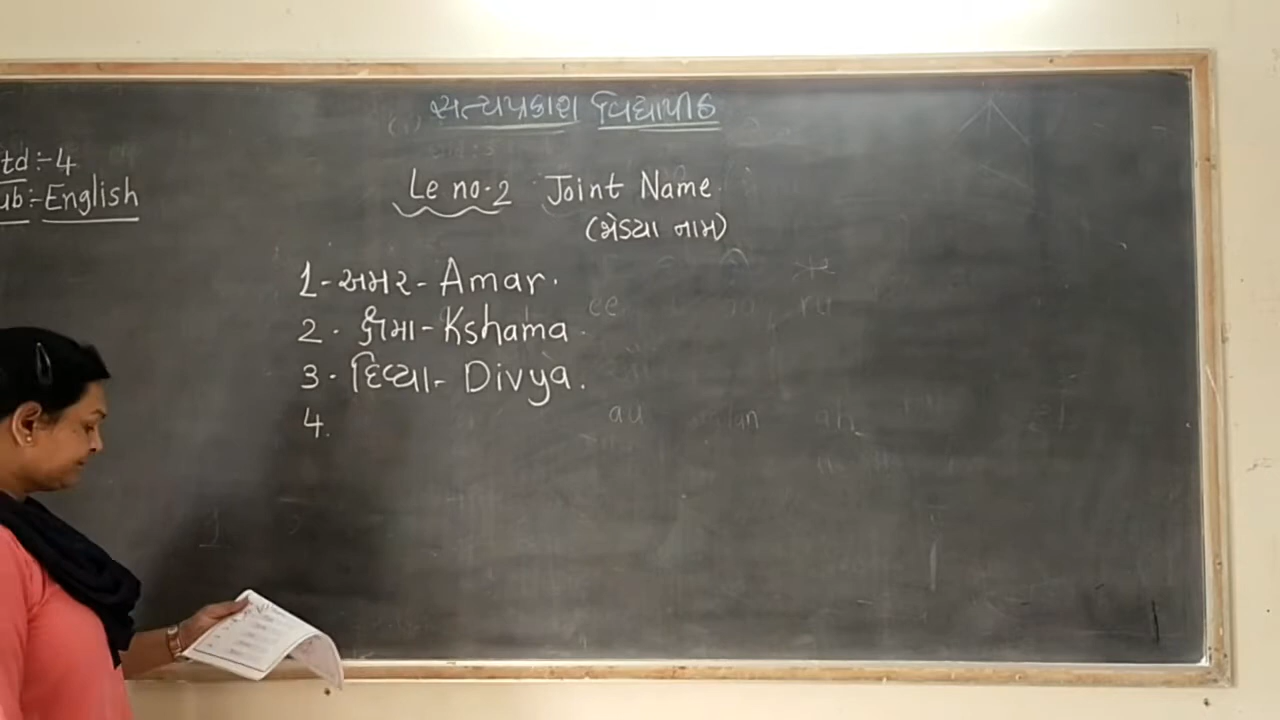 સત્યપ્રકાશ વિદ્યાપીઠ
td:-4
ub:-English
Le no-2 Joint Name
(જોડ્યા નામ)
1-અમર- Amar.
2. ક્ષમા-Kshama.
3. દિવ્યા- Divya.
4.